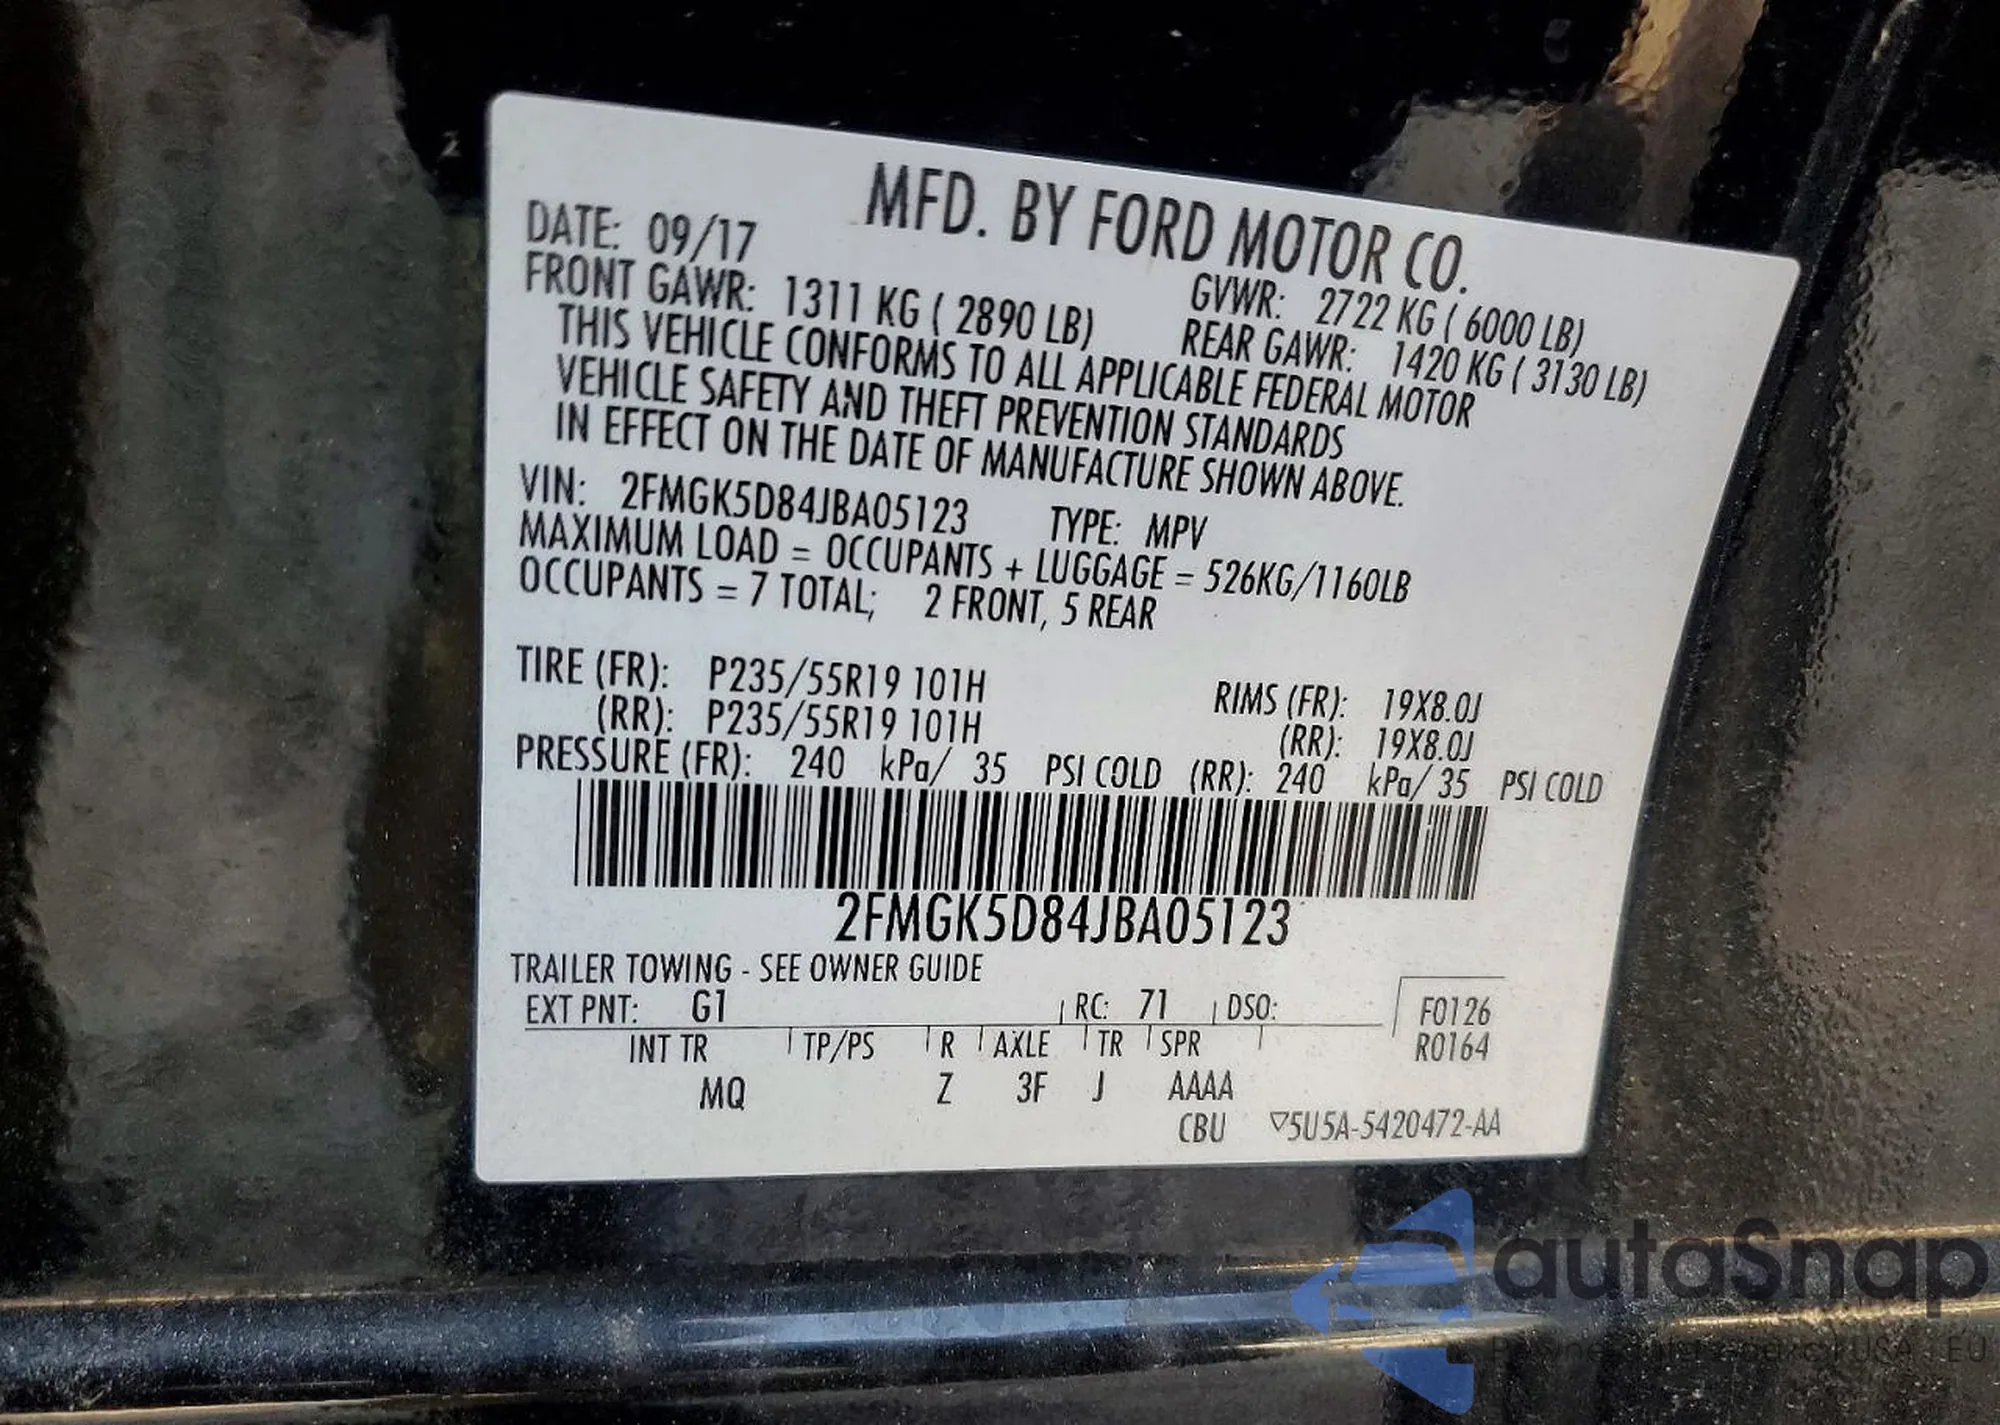 MFD. BY FORD MOTOR CO.
DATE: 09/17
GVWR: 2722 KG ( 6000 LB)
FRONT GAWR: 1311 KG ( 2890 LB)
REAR GAWR: 1420 KG ( 3130 LB)
THIS VEHICLE CONFORMS TO ALL APPLICABLE FEDERAL MOTOR
VEHICLE SAFETY AND THEFT PREVENTION STANDARDS
IN EFFECT ON THE DATE OF MANUFACTURE SHOWN ABOVE.
VIN: 2FMGK5D84JBA05123 TYPE: MPV
MAXIMUM LOAD = OCCUPANTS + LUGGAGE = 526KG/1160LB
OCCUPANTS = 7 TOTAL; 2 FRONT, 5 REAR
TIRE (FR): P235/55R19 101H RIMS (FR): 19X8.0J
(RR): P235/55R19 101H (RR): 19X8.0J
PRESSURE (FR): 240 kPa/ 35 PSI COLD (RR): 240 kPa/ 35 PSI COLD
2FMGK5D84JBA05123
TRAILER TOWING - SEE OWNER GUIDE
EXT PNT: G1 RC: 71 DSO: F0126
INT TR TP/PS R AXLE TR SPR R0164
MQ Z 3F J AAAA
CBU ▽5U5A-5420472-AA
autoSnap
USA EU